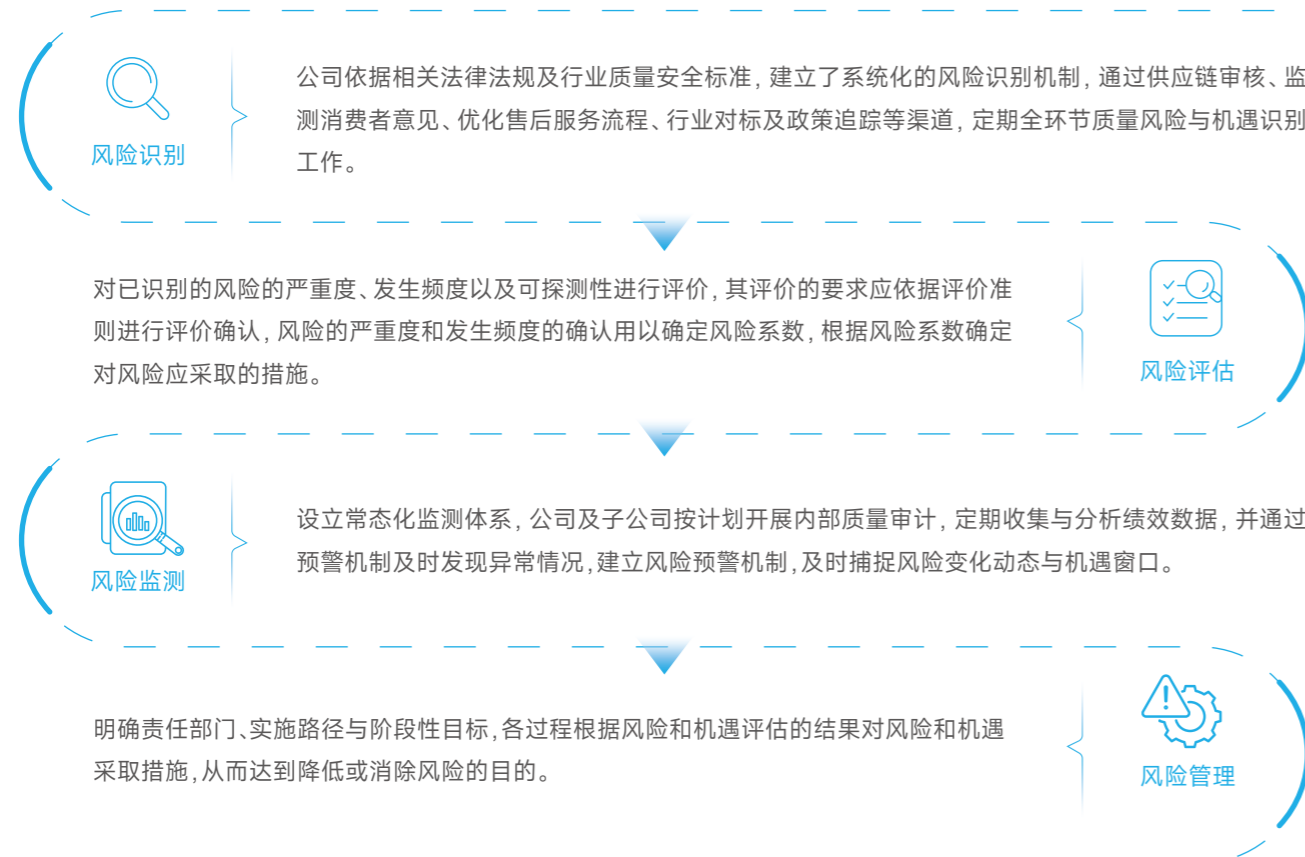 公司依据相关法律法规及行业质量安全标准，建立了系统化的风险识别机制，通过供应链审核、监
测消费者意见、优化售后服务流程、行业对标及政策追踪等渠道，定期全环节质量风险与机遇识别
工作。
风险识别
对已识别的风险的严重度、发生频度以及可探测性进行评价，其评价的要求应依据评价准
则进行评价确认，风险的严重度和发生频度的确认用以确定风险系数，根据风险系数确定
对风险应采取的措施。
风险评估
设立常态化监测体系，公司及子公司按计划开展内部质量审计，定期收集与分析绩效数据，并通过
预警机制及时发现异常情况，建立风险预警机制，及时捕捉风险变化动态与机遇窗口。
风险监测
明确责任部门、实施路径与阶段性目标，各过程根据风险和机遇评估的结果对风险和机遇
采取措施，从而达到降低或消除风险的目的。
风险管理